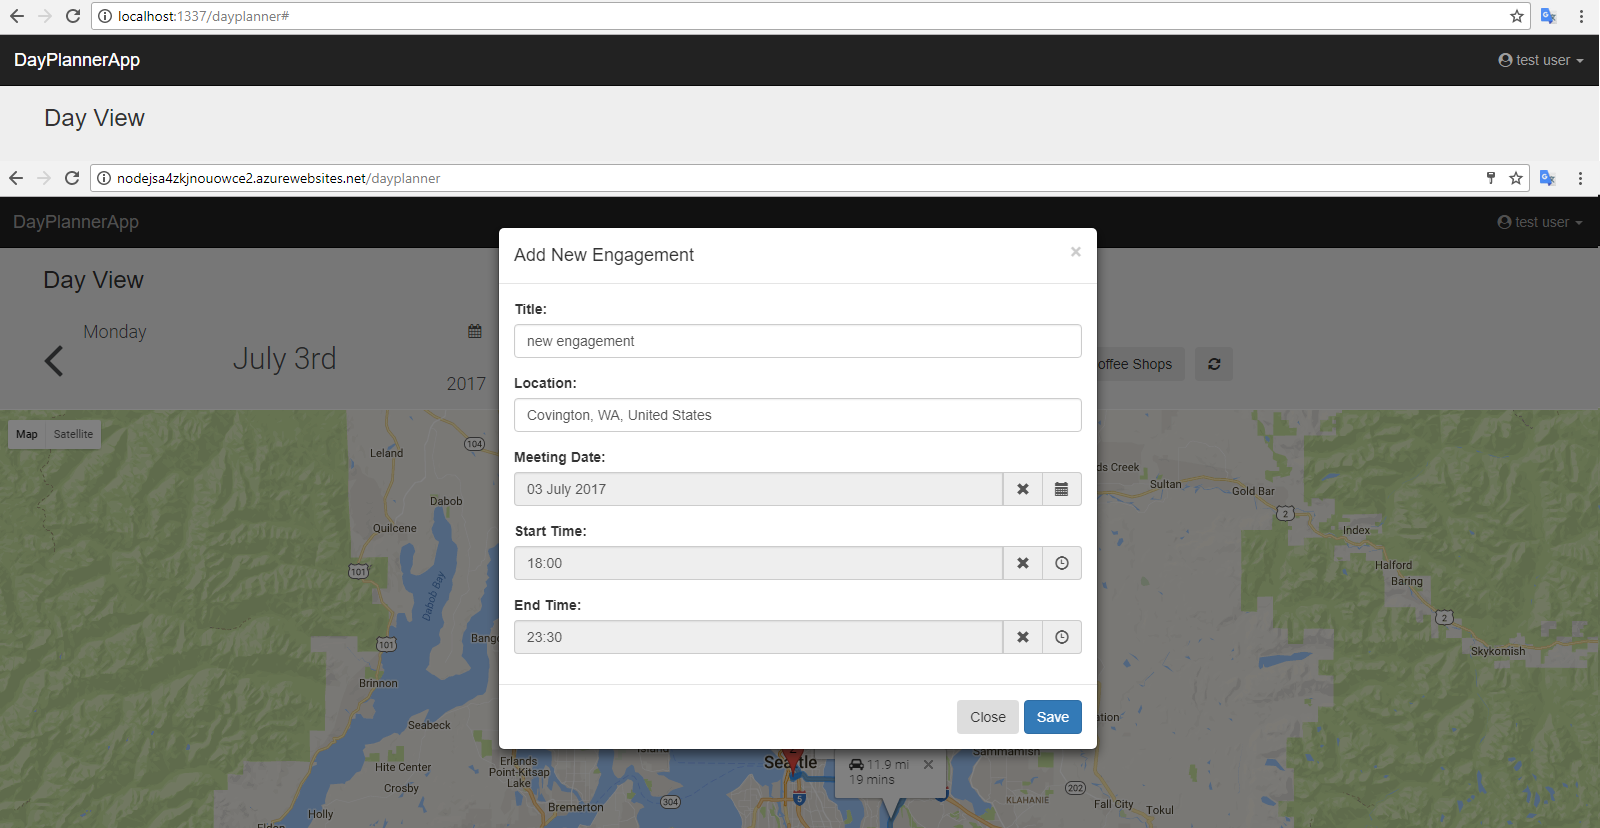 localhost:1337/dayplanner#
DayPlannerApp
test user
Day View
nodejsa4zkjnouowce2.azurewebsites.net/dayplanner
DayPlannerApp
test user
Day View
Monday
July 3rd
2017
offee Shops
Add New Engagement
×
Title:
new engagement
Location:
Covington, WA, United States
Meeting Date:
03 July 2017
Start Time:
18:00
End Time:
23:30
Close
Save
Map
Satellite
Leland
104
Dabob
Quilcene
101
Dabob Bay
101
Brinnon
Seabeck
Hite Center
Crosby
Holly
Erlands
Point-Kitsap
Lake
Bremerton
304
Island
Seattle
5
11.9 mi
19 mins
Sammamish
ation
KLAHANIE
202
Fall City
Tokul
ds Creek
Sultan
Gold Bar
2
Index
Halford
Baring
2
Skykomish